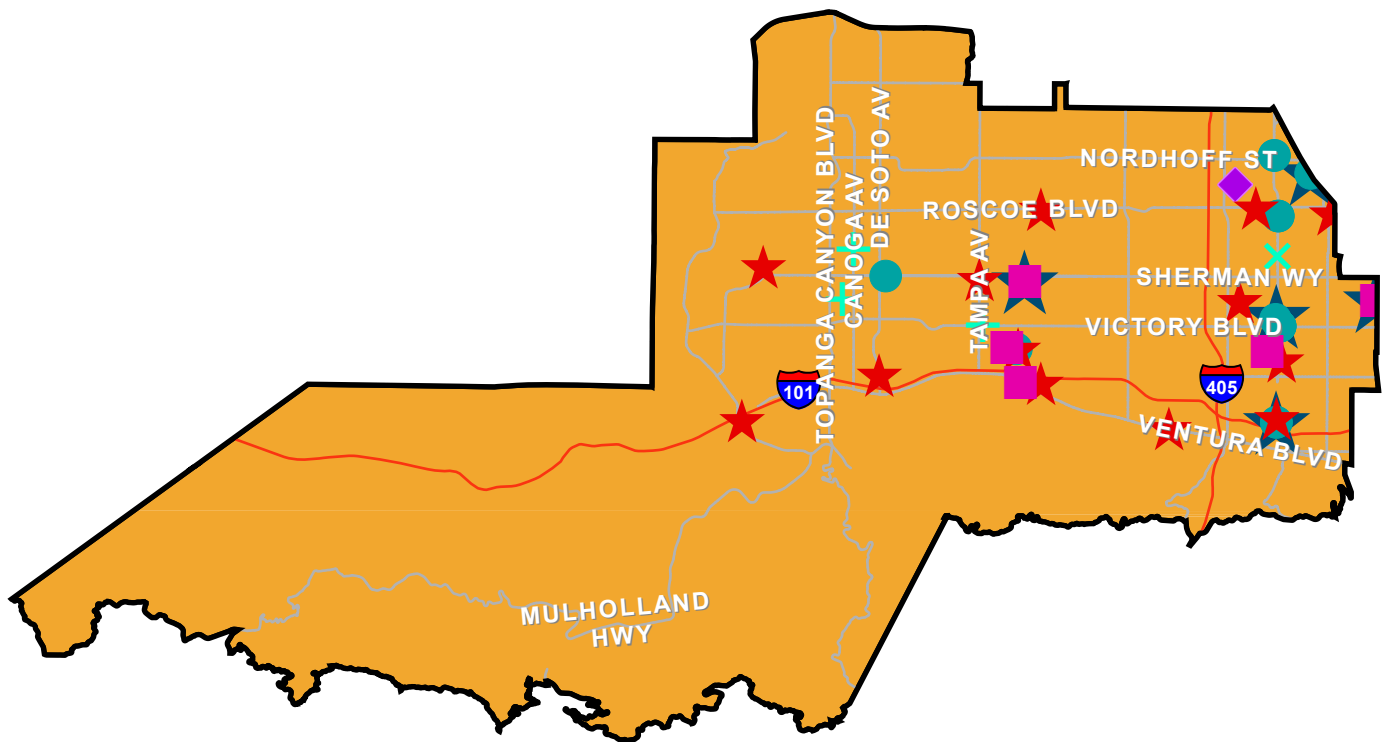 NORDHOFF ST
ROSCOE BLVD
TOPANGA CANYON BLVD
CANOGA AV
DE SOTO AV
TAMPA AV
SHERMAN WY
VICTORY BLVD
101
405
VENTURA BLVD
MULHOLLAND
HWY